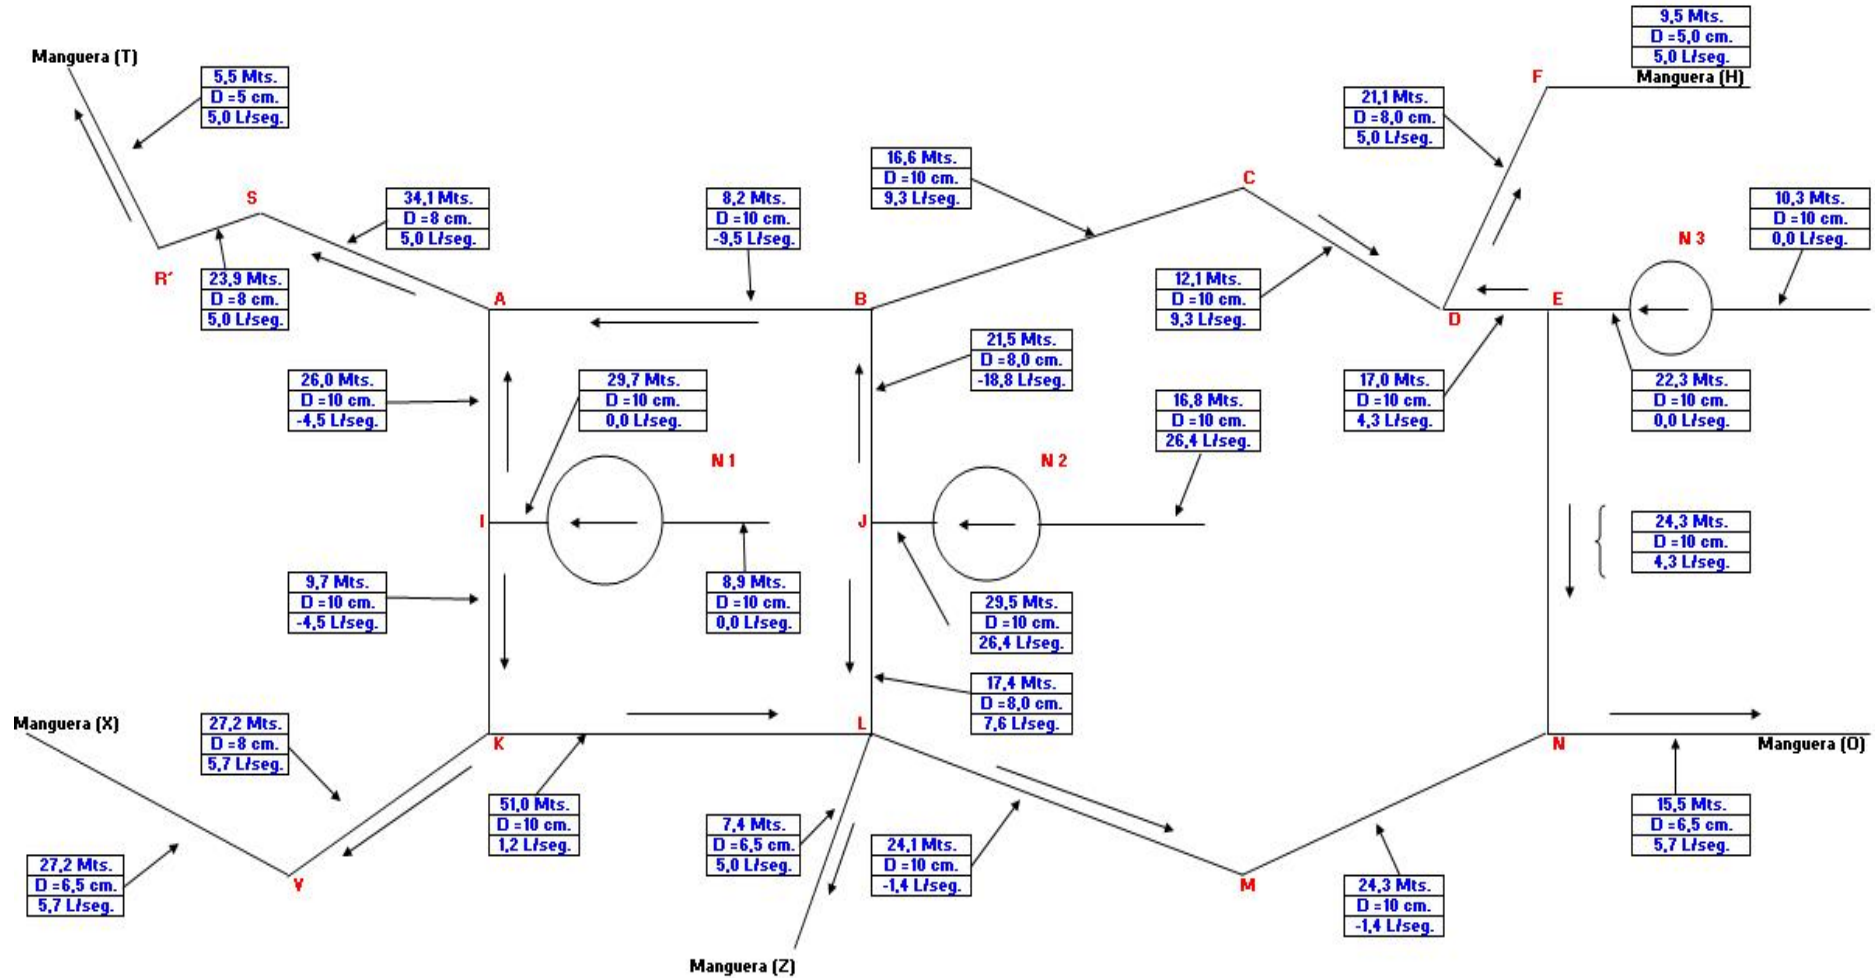 9,5 Mts.
D =5,0 cm.
5,0 L/seg.
Manguera (T)
F
Manguera (H)
5,5 Mts.
D =5 cm.
5,0 L/seg.
21,1 Mts.
D =8,0 cm.
5,0 L/seg.
16,6 Mts.
D =10 cm.
9,3 L/seg.
C
S
34,1 Mts.
D =8 cm.
5,0 L/seg.
8,2 Mts.
D =10 cm.
-9,5 L/seg.
10,3 Mts.
D =10 cm.
0,0 L/seg.
N 3
R´
23,9 Mts.
D =8 cm.
5,0 L/seg.
12,1 Mts.
D =10 cm.
9,3 L/seg.
A
B
D
E
21,5 Mts.
D =8,0 cm.
-18,8 L/seg.
26,0 Mts.
D =10 cm.
-4,5 L/seg.
29,7 Mts.
D =10 cm.
0,0 L/seg.
16,8 Mts.
D =10 cm.
26,4 L/seg.
17,0 Mts.
D =10 cm.
4,3 L/seg.
22,3 Mts.
D =10 cm.
0,0 L/seg.
N 1
N 2
I
J
24,3 Mts.
D =10 cm.
4,3 L/seg.
9,7 Mts.
D =10 cm.
-4,5 L/seg.
8,9 Mts.
D =10 cm.
0,0 L/seg.
29,5 Mts.
D =10 cm.
26,4 L/seg.
17,4 Mts.
D =8,0 cm.
7,6 L/seg.
Manguera (X)
27,2 Mts.
D =8 cm.
5,7 L/seg.
K
L
N
Manguera (O)
51,0 Mts.
D =10 cm.
1,2 L/seg.
7,4 Mts.
D =6,5 cm.
5,0 L/seg.
24,1 Mts.
D =10 cm.
-1,4 L/seg.
15,5 Mts.
D =6,5 cm.
5,7 L/seg.
27,2 Mts.
D =6,5 cm.
5,7 L/seg.
V
M
24,3 Mts.
D =10 cm.
-1,4 L/seg.
Manguera (Z)